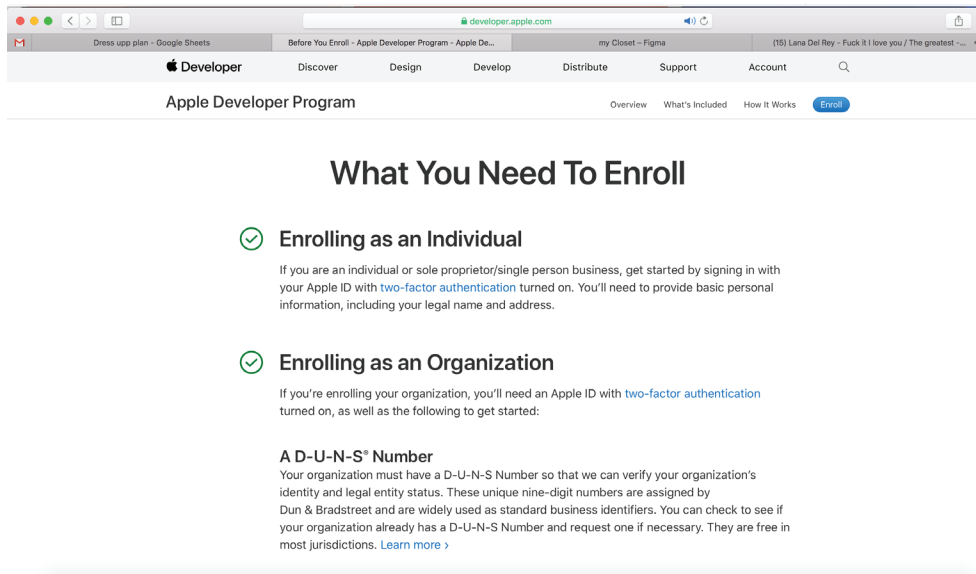 developer.apple.com
Dress upp plan - Google Sheets
Before You Enroll - Apple Developer Program - Apple De...
my Closet – Figma
(15) Lana Del Rey - Fuck it I love you / The greatest -...
Developer
Discover
Design
Develop
Distribute
Support
Account
Apple Developer Program
Overview
What's Included
How It Works
Enroll
What You Need To Enroll
Enrolling as an Individual
If you are an individual or sole proprietor/single person business, get started by signing in with
your Apple ID with two-factor authentication turned on. You'll need to provide basic personal
information, including your legal name and address.
Enrolling as an Organization
If you're enrolling your organization, you'll need an Apple ID with two-factor authentication
turned on, as well as the following to get started:
A D-U-N-S® Number
Your organization must have a D-U-N-S Number so that we can verify your organization's
identity and legal entity status. These unique nine-digit numbers are assigned by
Dun & Bradstreet and are widely used as standard business identifiers. You can check to see if
your organization already has a D-U-N-S Number and request one if necessary. They are free in
most jurisdictions. Learn more >